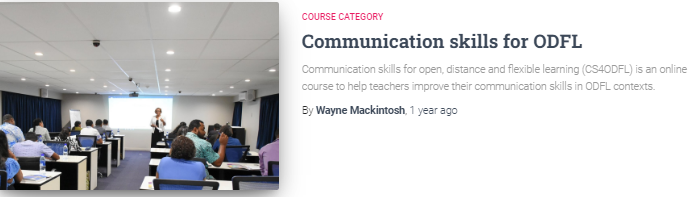 COURSE CATEGORY
Communication skills for ODFL
Communication skills for open, distance and flexible learning (CS4ODFL) is an online
course to help teachers improve their communication skills in ODFL contexts.
By Wayne Mackintosh, 1 year ago